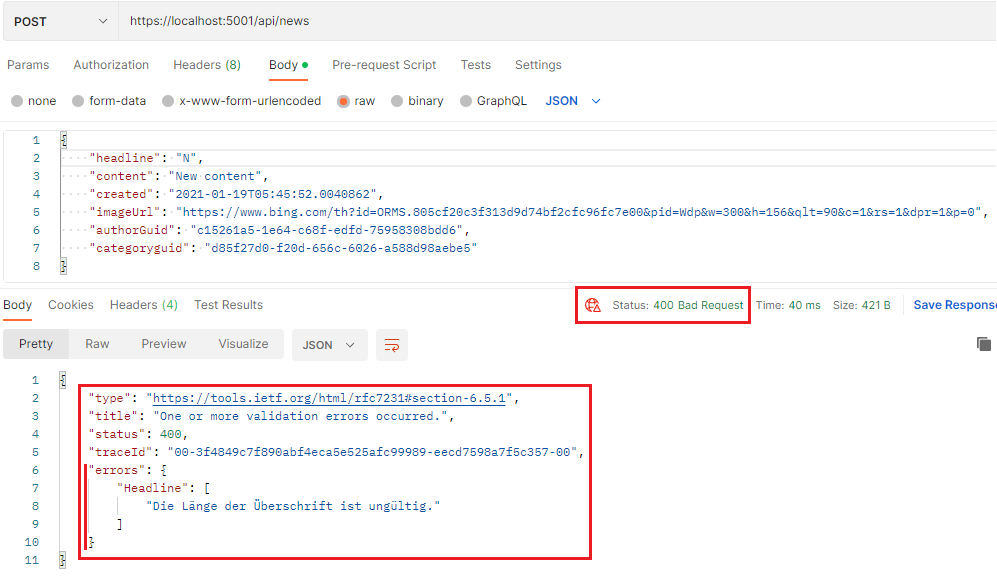 POST https://localhost:5001/api/news
Params Authorization Headers (8) Body Pre-request Script Tests Settings
none form-data x-www-form-urlencoded raw binary GraphQL JSON
1 {
2 "headline": "N",
3 "content": "New content",
4 "created": "2021-01-19T05:45:52.0040862",
5 "imageUrl": "https://www.bing.com/th?id=ORMS.805cf20c3f313d9d74bf2cfc96fc7e00&pid=Wdp&w=300&h=156&qlt=90&c=1&rs=1&dpr=1&p=0",
6 "authorGuid": "c15261a5-1e64-c68f-edfd-75958308bdd6",
7 "categoryguid": "d85f27d0-f20d-656c-6026-a588d98aebe5"
8 }
Body Cookies Headers (4) Test Results Status: 400 Bad Request Time: 40 ms Size: 421 B Save Response
Pretty Raw Preview Visualize JSON
1 {
2 "type": "https://tools.ietf.org/html/rfc7231#section-6.5.1",
3 "title": "One or more validation errors occurred.",
4 "status": 400,
5 "traceId": "00-3f4849c7f890abf4eca5e525afc99989-eecd7598a7f5c357-00",
6 "errors": {
7 "Headline": [
8 "Die Länge der Überschrift ist ungültig."
9 ]
10 }
11 }